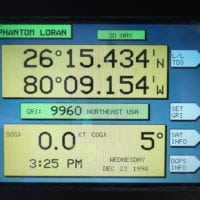 PHANTOM LORAN 3D NAV
26°15.434'N
80°09.154'W
L/L
TDS
GRI: 9960 NORTHEAST USA
SET
GRI
SOG: 0.0 KT COG: 5°
SAT
INFO
3:25 PM WEDNESDAY
DEC 23 1998
DGPS
INFO